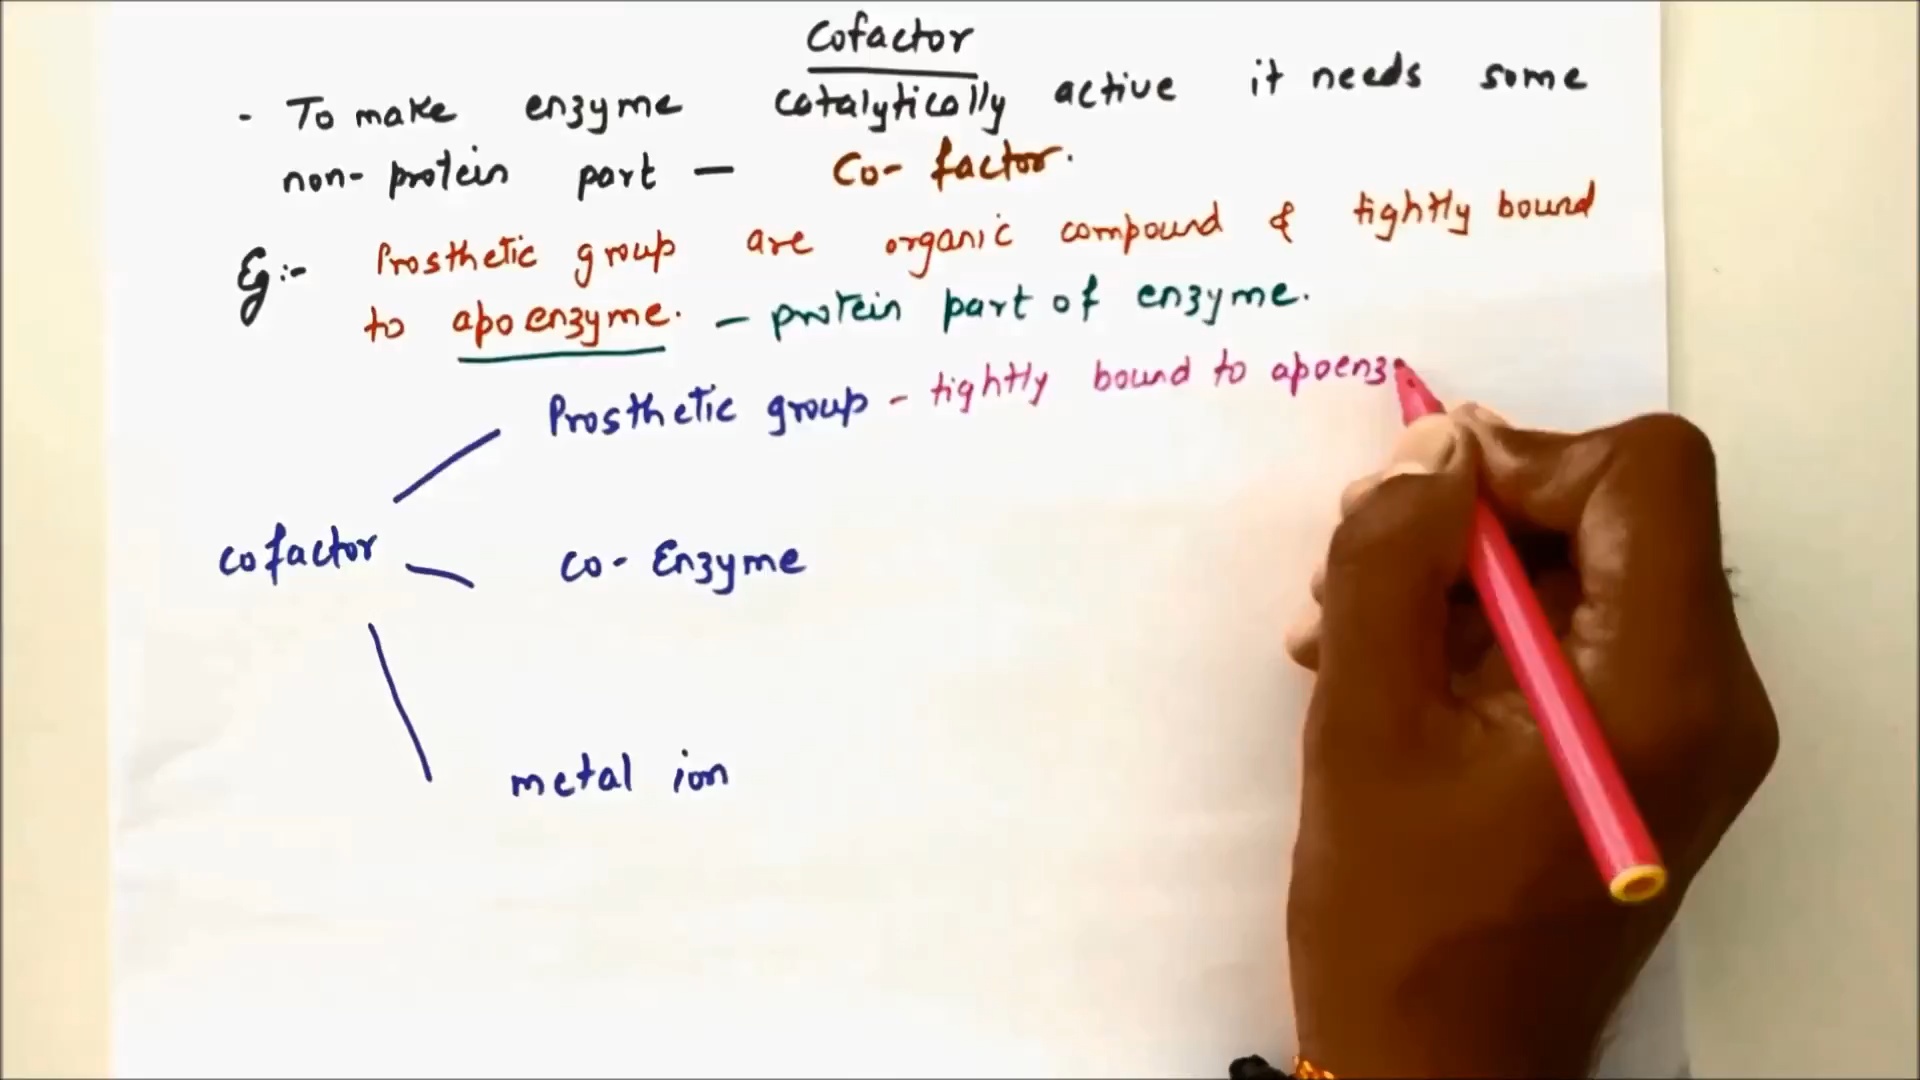 Cofactor
- To make enzyme catalytically active it needs some
non-protein part — Co-factor.
Eg:- Prosthetic group are organic compound & tightly bound
to apoenzyme. — protein part of enzyme.
Prosthetic group - tightly bound to apoenz
cofactor
co-Enzyme
metal ion